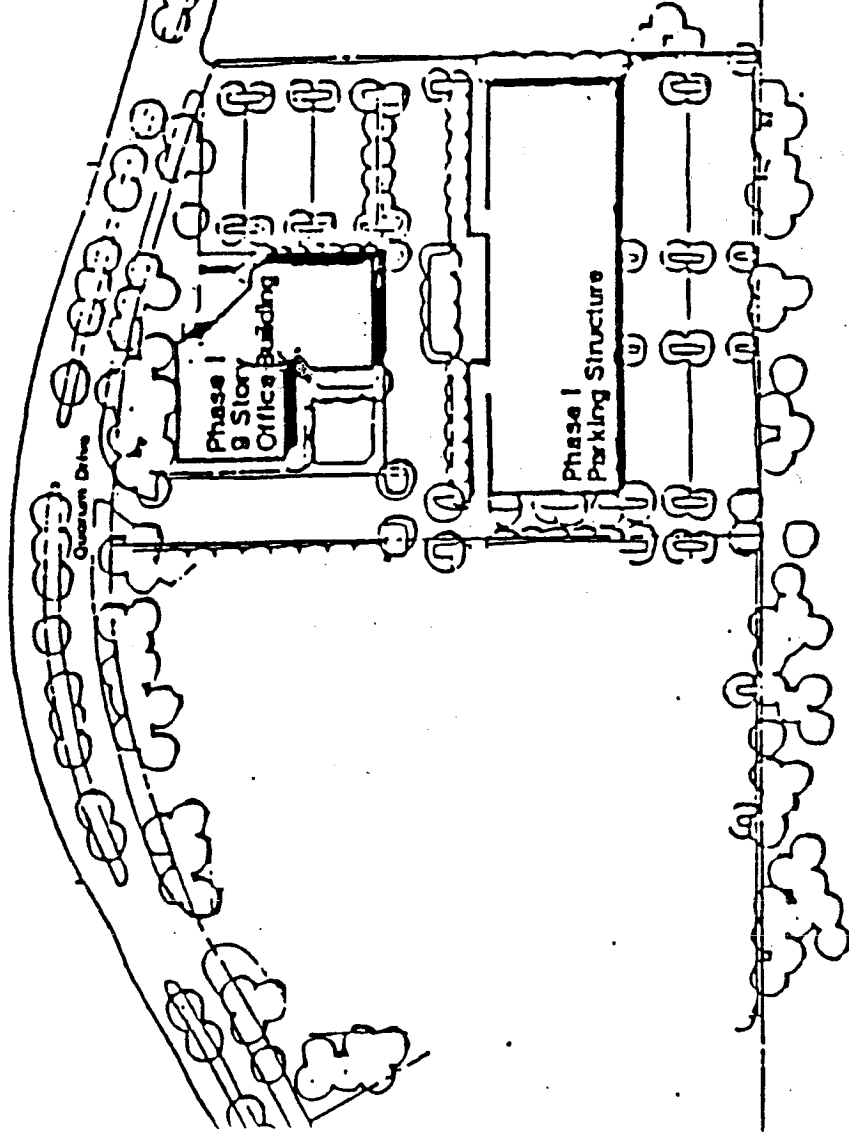 Quorum Drive
Phase I
9 Story
Office Building
Phase I
Parking Structure